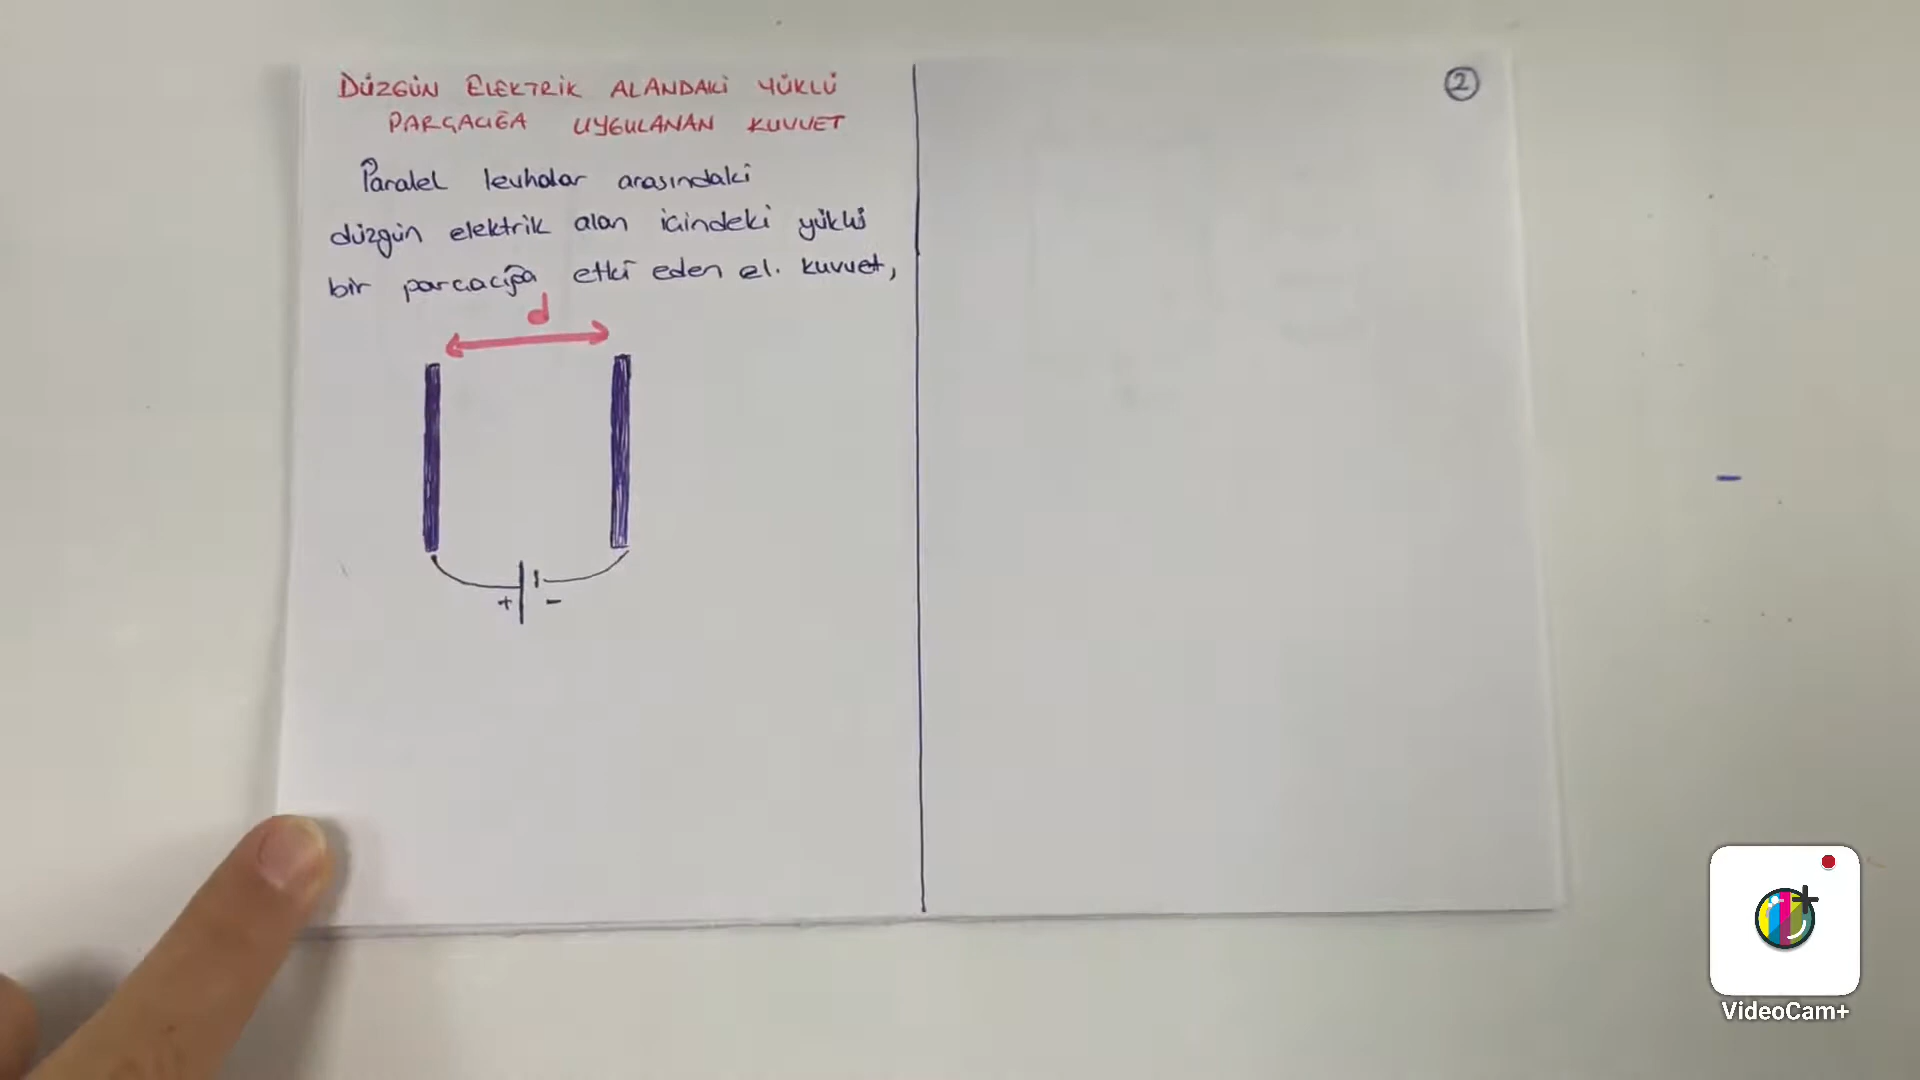 DÜZGÜN ELEKTRİK ALANDAKİ YÜKLÜ
PARÇACIĞA UYGULANAN KUVVET
②
Paralel levhalar arasındaki
düzgün elektrik alan içindeki yüklü
bir parçacığa etki eden el. kuvvet,
d
+ -
VideoCam+